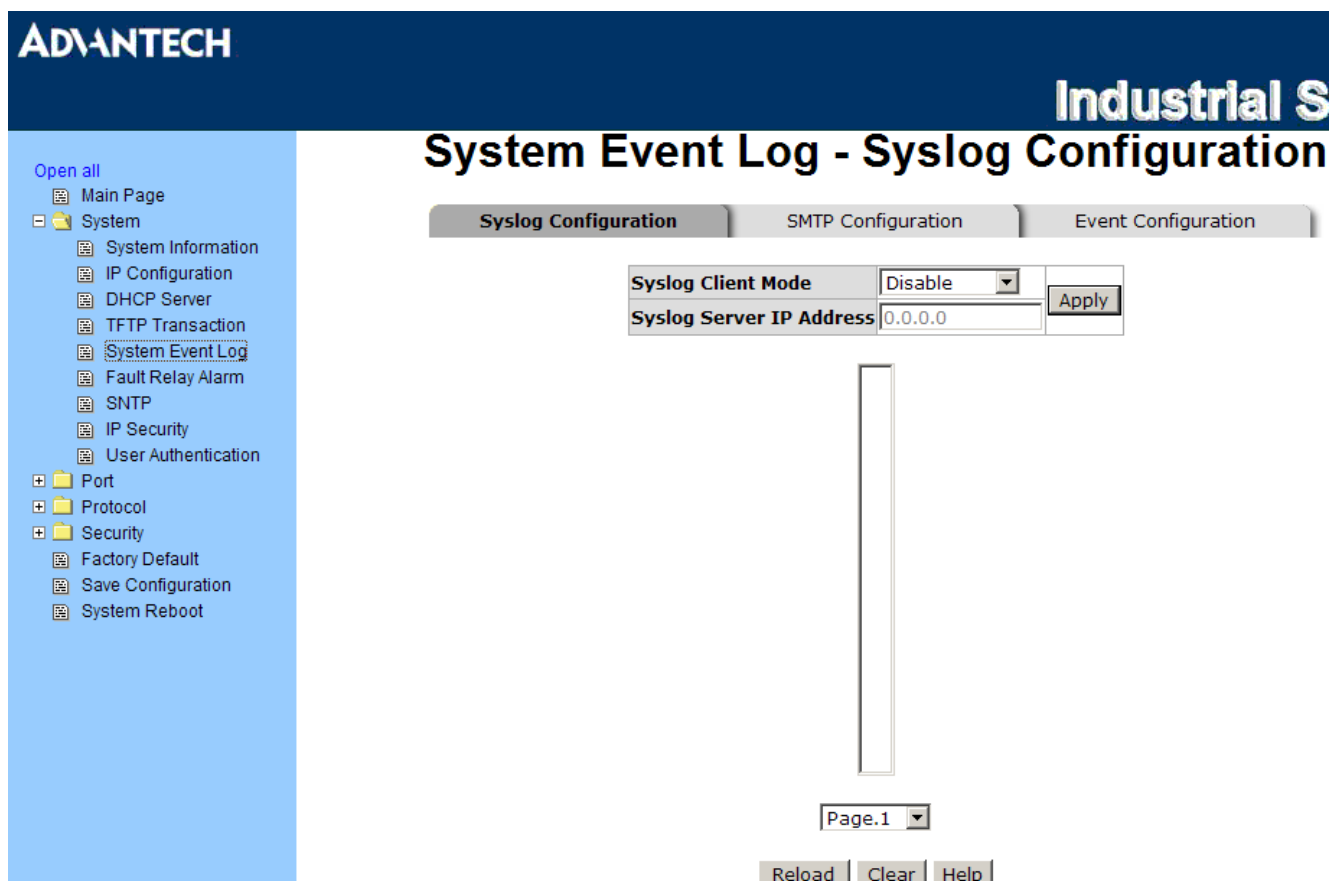 ADVANTECH
Industrial S
System Event Log - Syslog Configuration
Open all
Main Page
System
System Information
IP Configuration
DHCP Server
TFTP Transaction
System Event Log
Fault Relay Alarm
SNTP
IP Security
User Authentication
Port
Protocol
Security
Factory Default
Save Configuration
System Reboot
Syslog Configuration SMTP Configuration Event Configuration
Syslog Client Mode Disable
Apply
Syslog Server IP Address 0.0.0.0
Page.1
Reload Clear Help